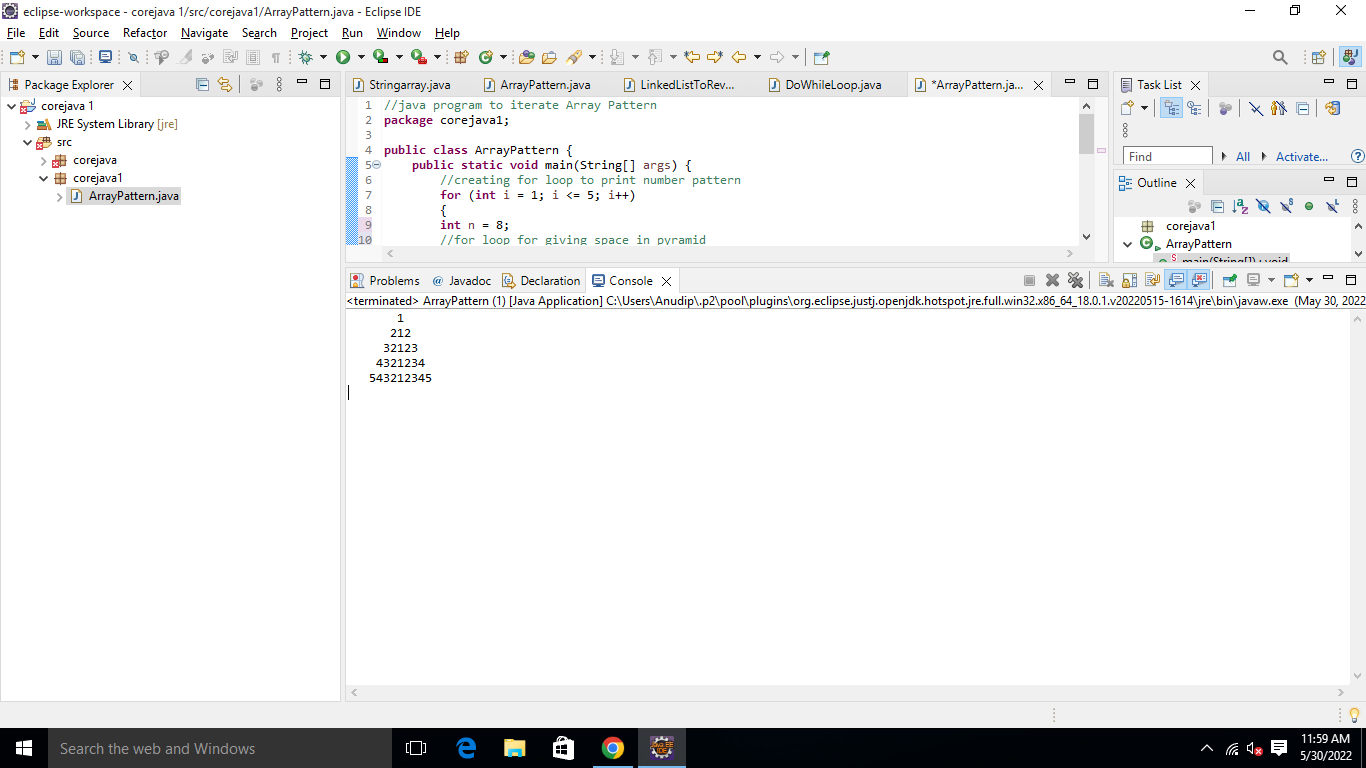 eclipse-workspace - corejava 1/src/corejava1/ArrayPattern.java - Eclipse IDE
File Edit Source Refactor Navigate Search Project Run Window Help
Package Explorer
corejava 1
JRE System Library [jre]
src
corejava
corejava1
ArrayPattern.java
Stringarray.java ArrayPattern.java LinkedListToRev... DoWhileLoop.java *ArrayPattern.ja...
1 //java program to iterate Array Pattern
2 package corejava1;
3
4 public class ArrayPattern {
5 public static void main(String[] args) {
6 //creating for loop to print number pattern
7 for (int i = 1; i <= 5; i++)
8 {
9 int n = 8;
10 //for loop for giving space in pyramid
Task List
Find All Activate...
Outline
corejava1
ArrayPattern
main(String[]) : void
Problems @ Javadoc Declaration Console
<terminated> ArrayPattern (1) [Java Application] C:\Users\Anudip\.p2\pool\plugins\org.eclipse.justj.openjdk.hotspot.jre.full.win32.x86_64_18.0.1.v20220515-1614\jre\bin\javaw.exe (May 30, 2022
1
212
32123
4321234
543212345
Search the web and Windows
Java EE IDE
11:59 AM
5/30/2022